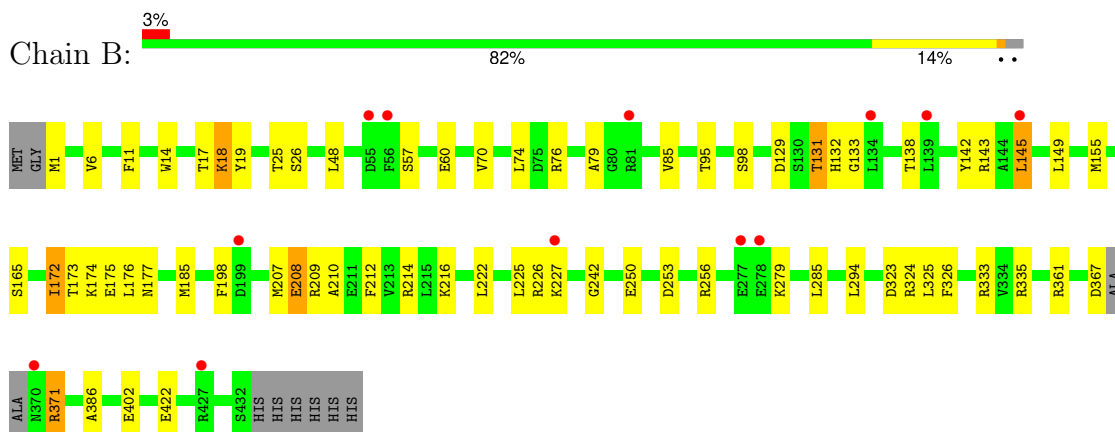 3%
Chain B:
82% 14% • •
MET GLY M1 V6 F11 W14 T17 K18 Y19 T25 S26 L48 D55 F56 S57 E60 V70 L74 D75 R76 A79 G80 R81 V85 T95 S98 D129 S130 T131 H132 G133 L134 T138 L139 Y142 R143 A144 L145 L149 M155
S165 I172 T173 K174 E175 L176 N177 M185 F198 D199 M207 E208 R209 A210 E211 F212 V213 R214 L215 K216 L222 L225 R226 K227 G242 E250 D253 R256 E277 E278 K279 L285 L294 D323 R324 L325 F326 R333 V334 R335 R361 D367 ALA
ALA N370 R371 A386 E402 E422 R427 S432 HIS HIS HIS HIS HIS HIS